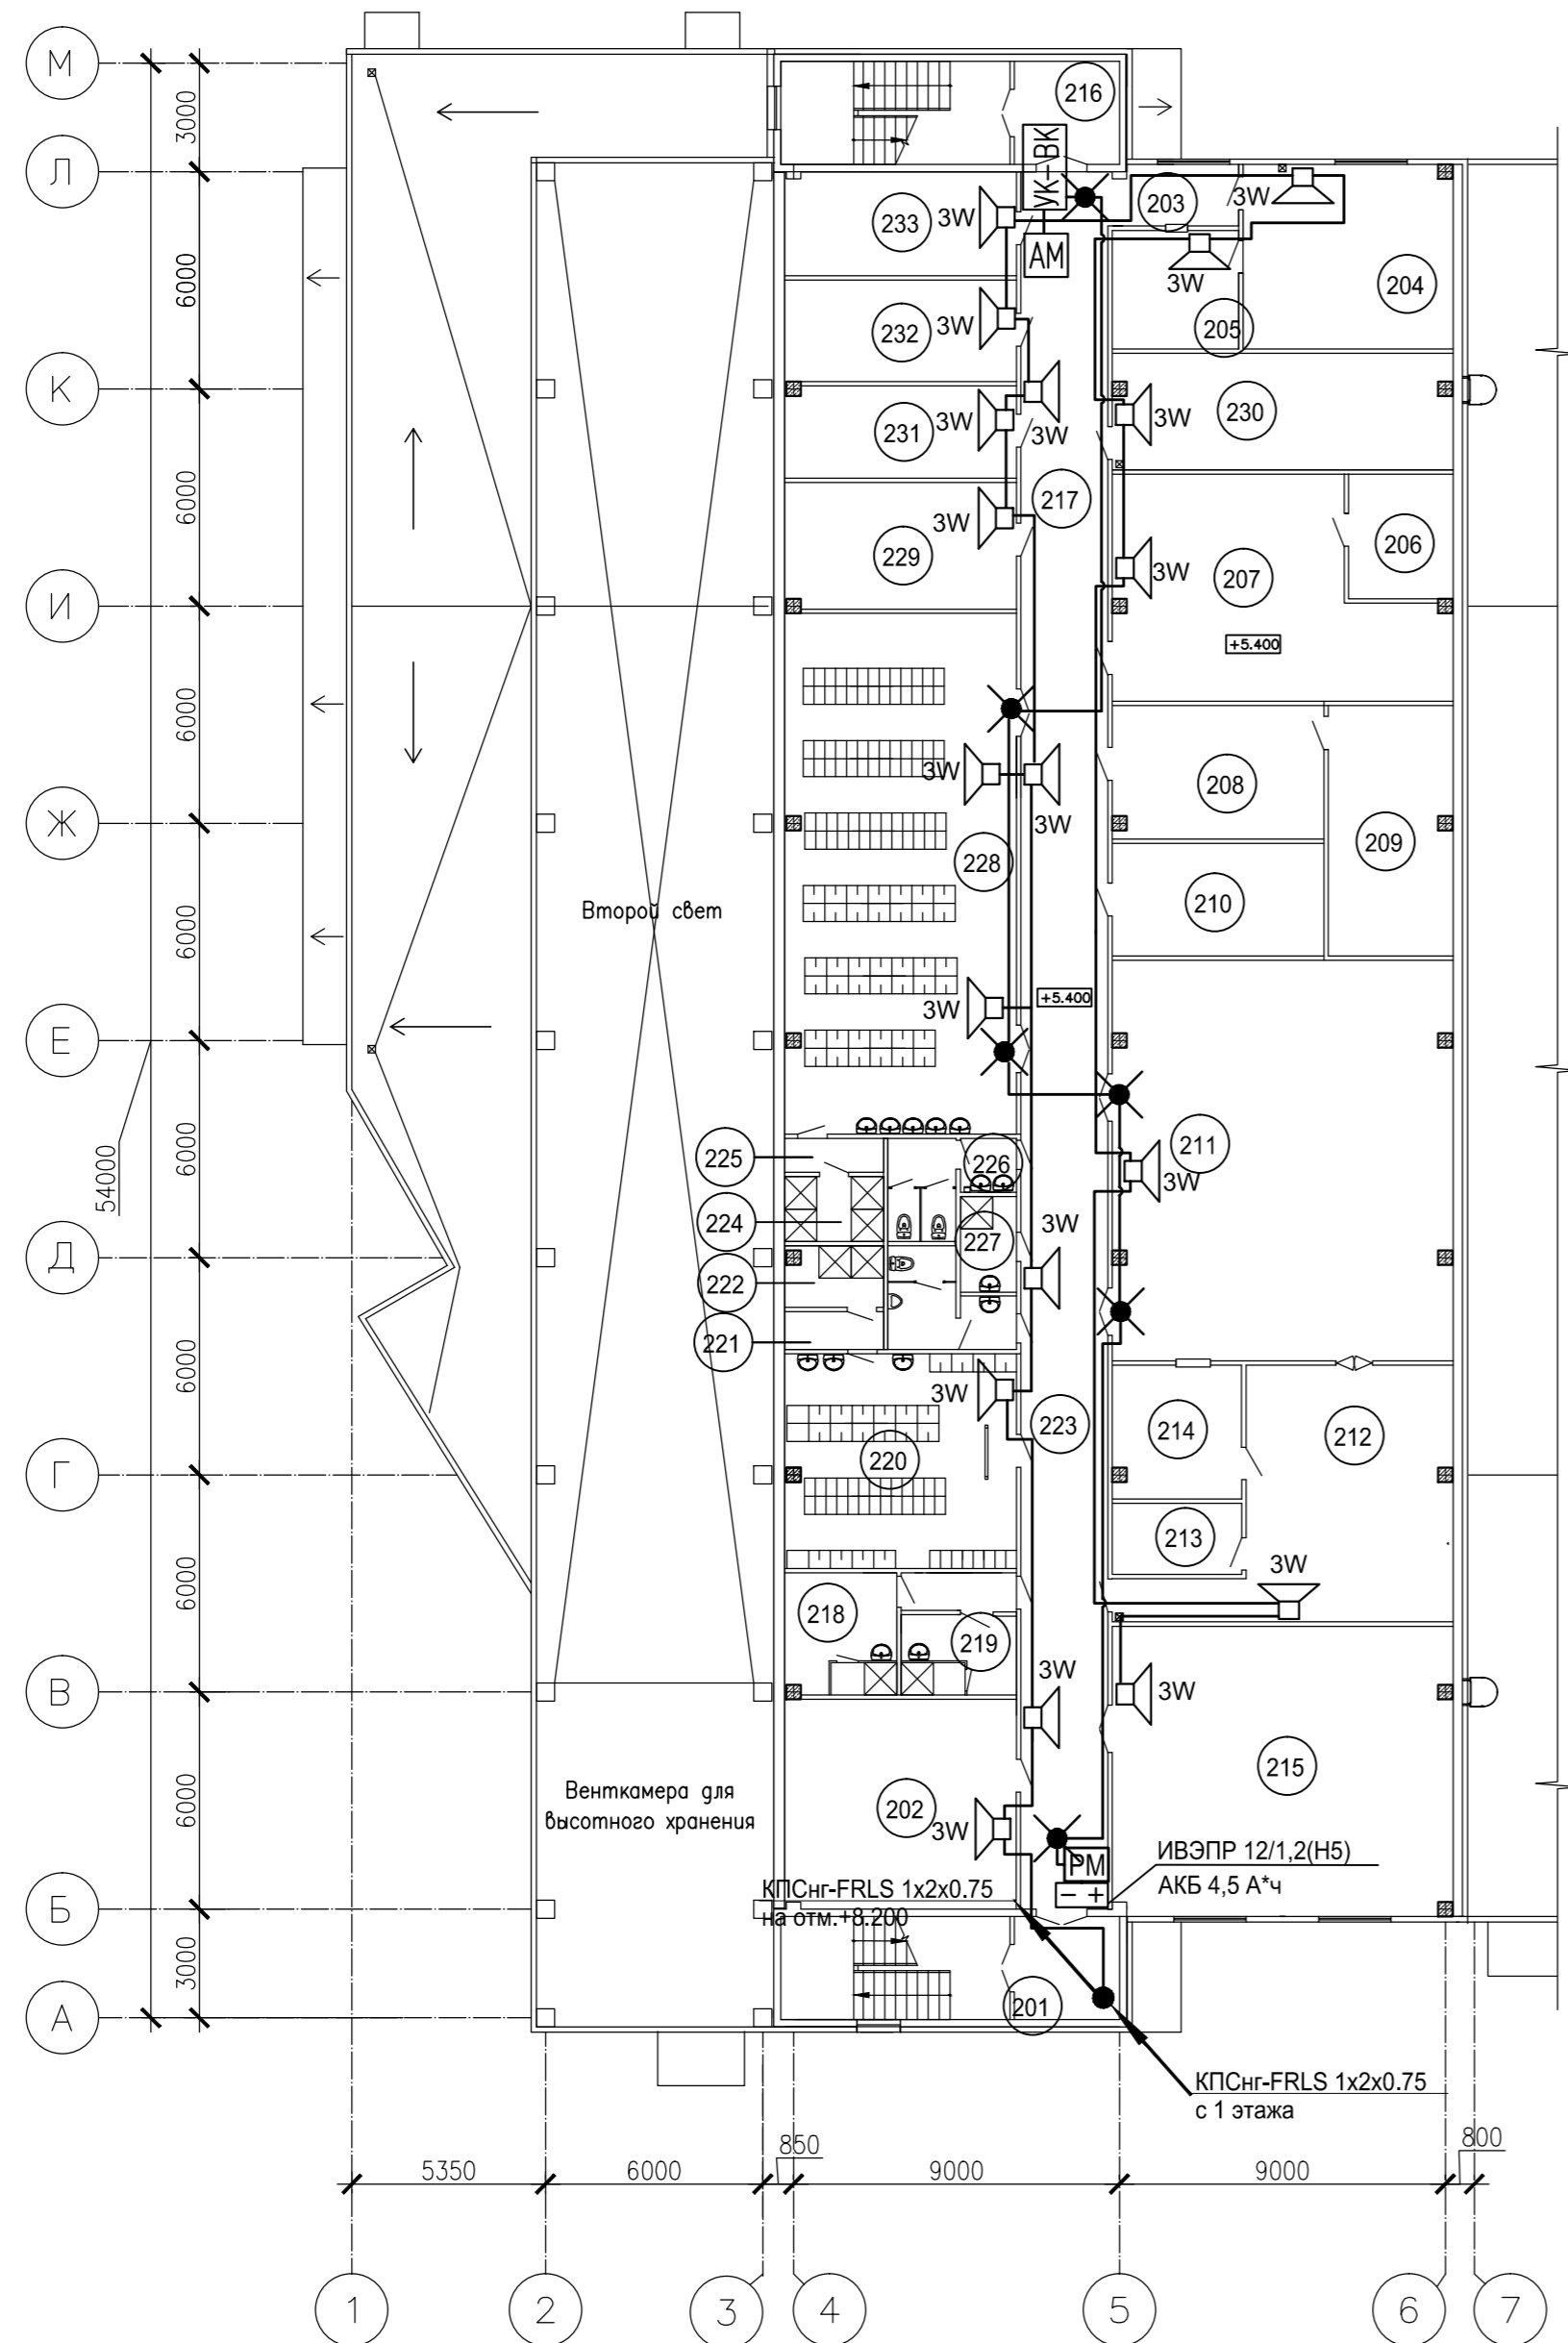 М
3000
Л
6000
К
6000
И
6000
Ж
6000
Е
6000
54000
Д
6000
Г
6000
В
6000
Б
3000
А
216
УК-ВК
АМ
233
3W
203
3W
204
3W
205
232
3W
231
3W
3W
3W
230
217
229
3W
3W
207
206
+5.400
3W
3W
208
209
228
210
Второй свет
3W
+5.400
225
226
211
3W
224
227
3W
222
221
3W
223
214
212
220
213
3W
218
219
3W
3W
215
Венткамера для
высотного хранения
202
3W
РМ
- +
ИВЭПР 12/1,2(Н5)
АКБ 4,5 А*ч
КПСнг-FRLS 1x2x0.75
на отм.+8.200
201
КПСнг-FRLS 1x2x0.75
с 1 этажа
5350
6000
850
9000
9000
800
1
2
3
4
5
6
7